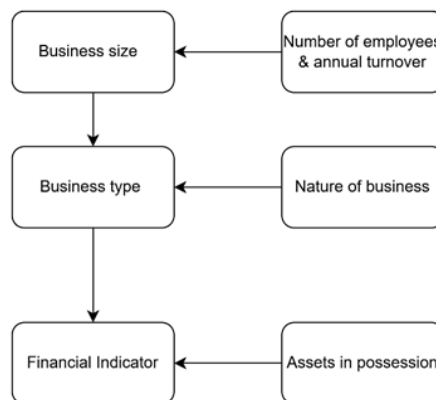 Business size
Number of employees
& annual turnover
Business type
Nature of business
Financial Indicator
Assets in possession